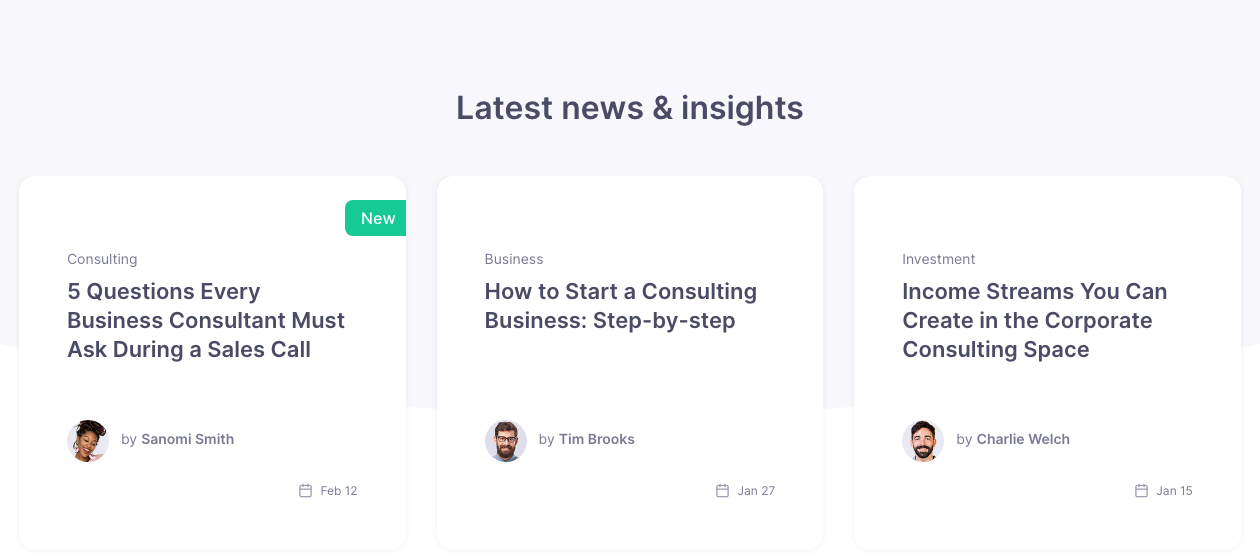 Latest news & insights
New
Consulting
5 Questions Every
Business Consultant Must
Ask During a Sales Call
by Sanomi Smith
Feb 12
Business
How to Start a Consulting
Business: Step-by-step
by Tim Brooks
Jan 27
Investment
Income Streams You Can
Create in the Corporate
Consulting Space
by Charlie Welch
Jan 15